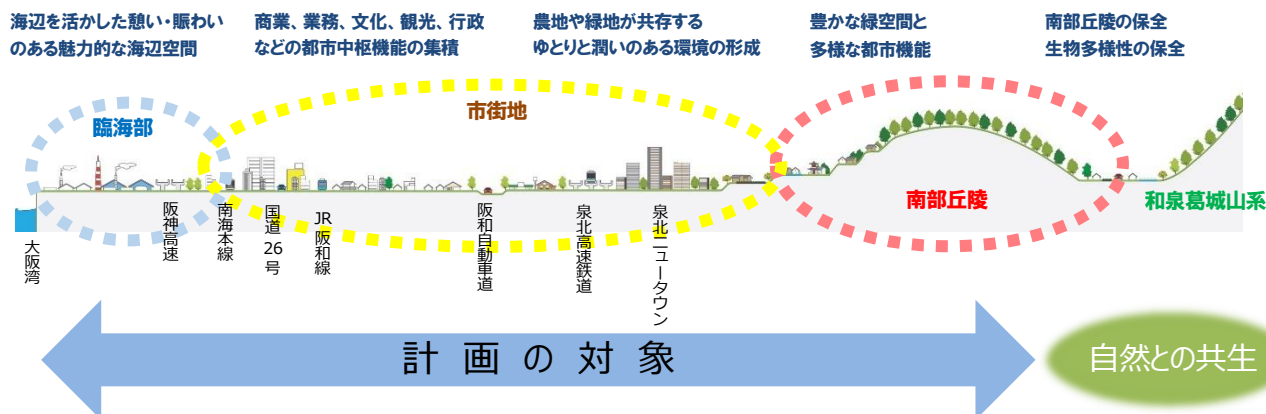 海辺を活かした憩い・賑わい
のある魅力的な海辺空間
商業、業務、文化、観光、行政
などの都市中枢機能の集積
農地や緑地が共存する
ゆとりと潤いのある環境の形成
豊かな緑空間と
多様な都市機能
南部丘陵の保全
生物多様性の保全
臨海部
市街地
南部丘陵
和泉葛城山系
大阪湾
阪神高速
南海本線
国道26号
JR阪和線
阪和自動車道
泉北高速鉄道
泉北ニュータウン
計画の対象
自然との共生